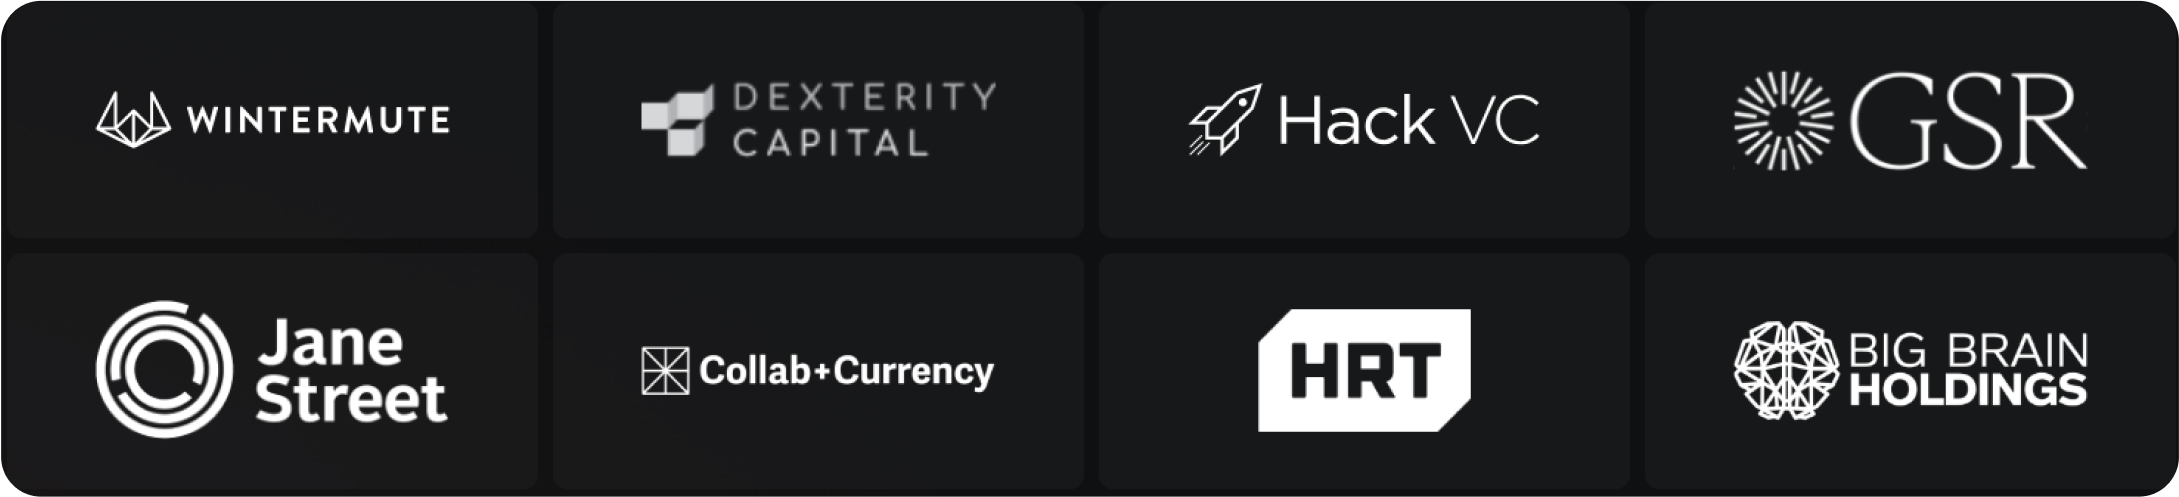 WINTERMUTE
DEXTERITY
CAPITAL
Hack VC
GSR
Jane
Street
Collab+Currency
HRT
BIG BRAIN
HOLDINGS